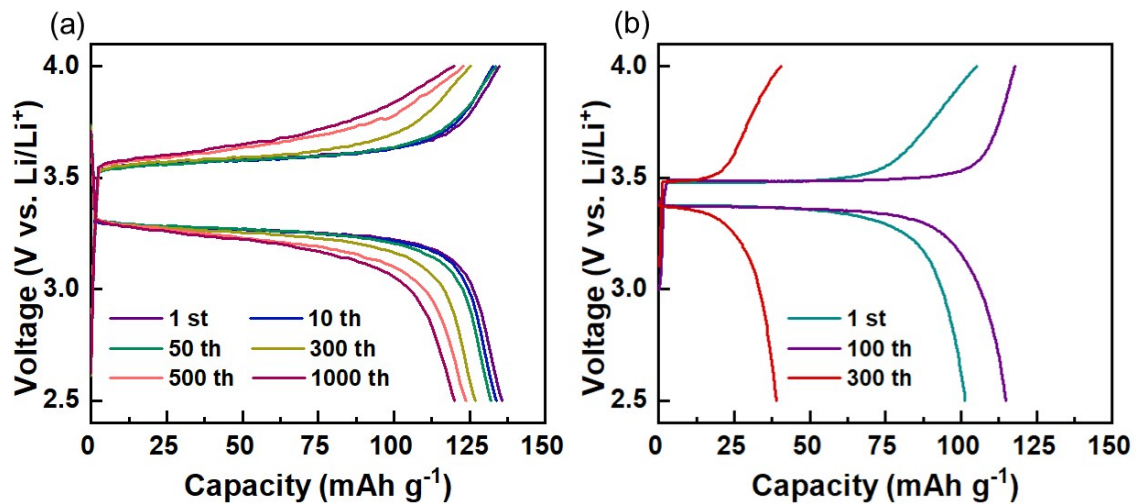 (a)
Voltage (V vs. Li/Li⁺)
4.0
3.5
3.0
2.5
1 st
10 th
50 th
300 th
500 th
1000 th
0 25 50 75 100 125 150
Capacity (mAh g⁻¹)
(b)
Voltage (V vs. Li/Li⁺)
4.0
3.5
3.0
2.5
1 st
100 th
300 th
0 25 50 75 100 125 150
Capacity (mAh g⁻¹)